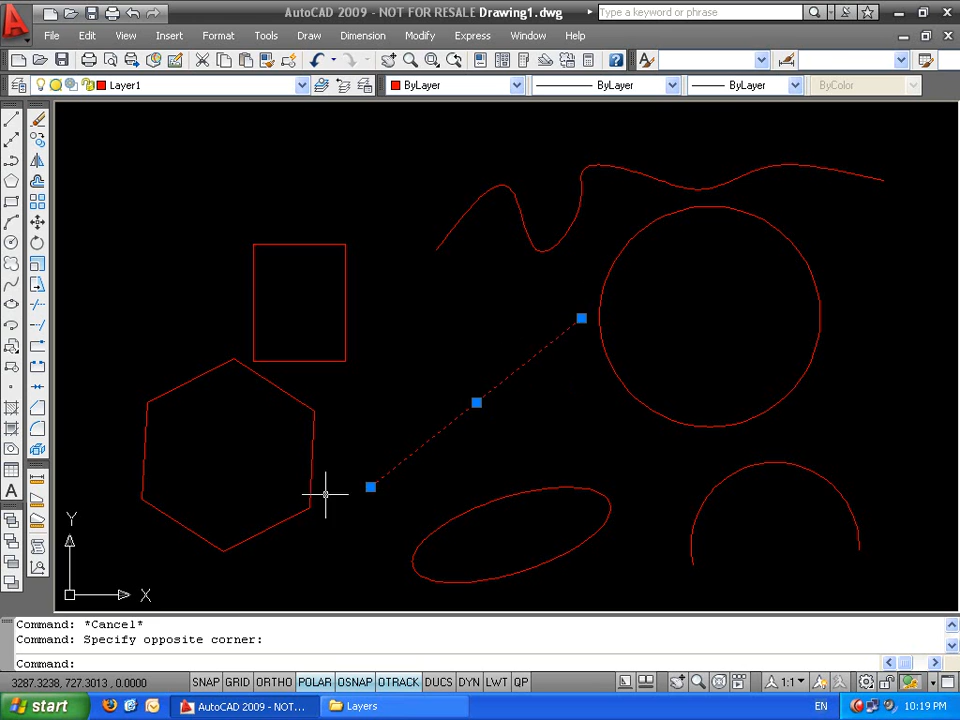 AutoCAD 2009 - NOT FOR RESALE Drawing1.dwg
Type a keyword or phrase
File Edit View Insert Format Tools Draw Dimension Modify Express Window Help
Layer1 ByLayer ByLayer ByLayer ByColor
A
Y
X
Command: *Cancel*
Command: Specify opposite corner:
Command:
3287.3238, 727.3013 , 0.0000 SNAP GRID ORTHO POLAR OSNAP OTRACK DUCS DYN LWT QP 1:1
start AutoCAD 2009 - NOT... Layers EN 10:19 PM